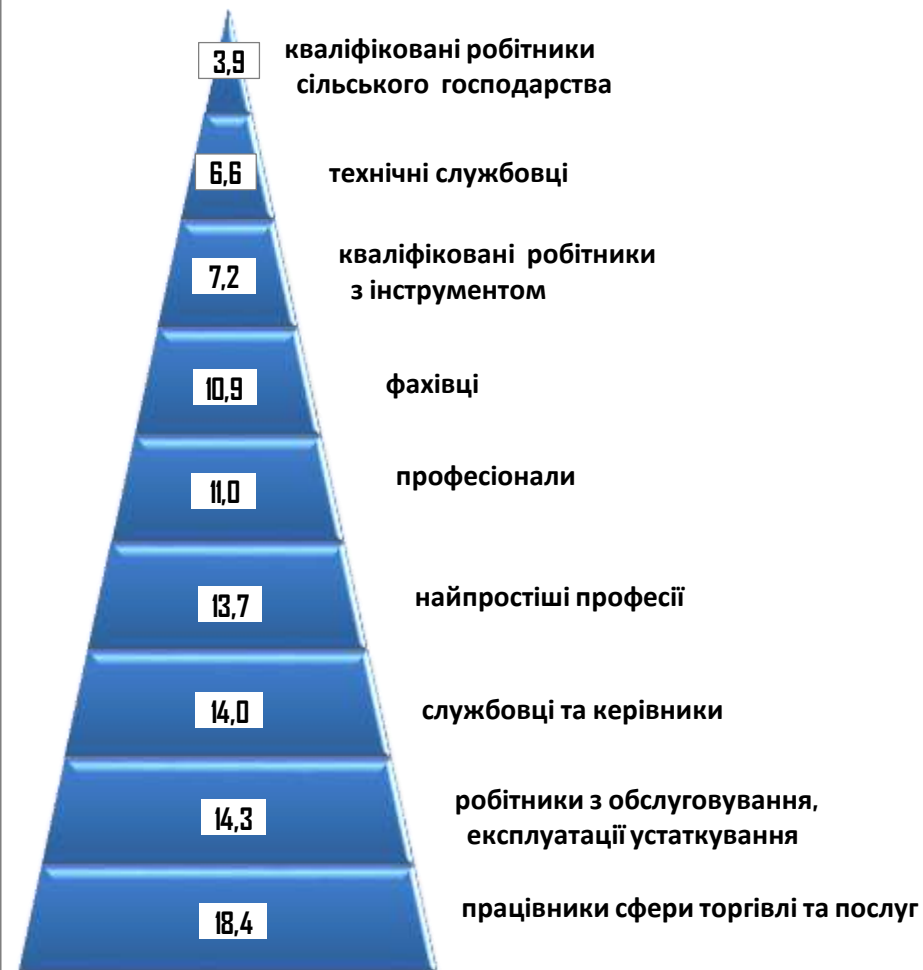 3,9
кваліфіковані робітники
сільського господарства
6,6
технічні службовці
7,2
кваліфіковані робітники
з інструментом
10,9
фахівці
11,0
професіонали
13,7
найпростіші професії
14,0
службовці та керівники
14,3
робітники з обслуговування,
експлуатації устаткування
18,4
працівники сфери торгівлі та послуг